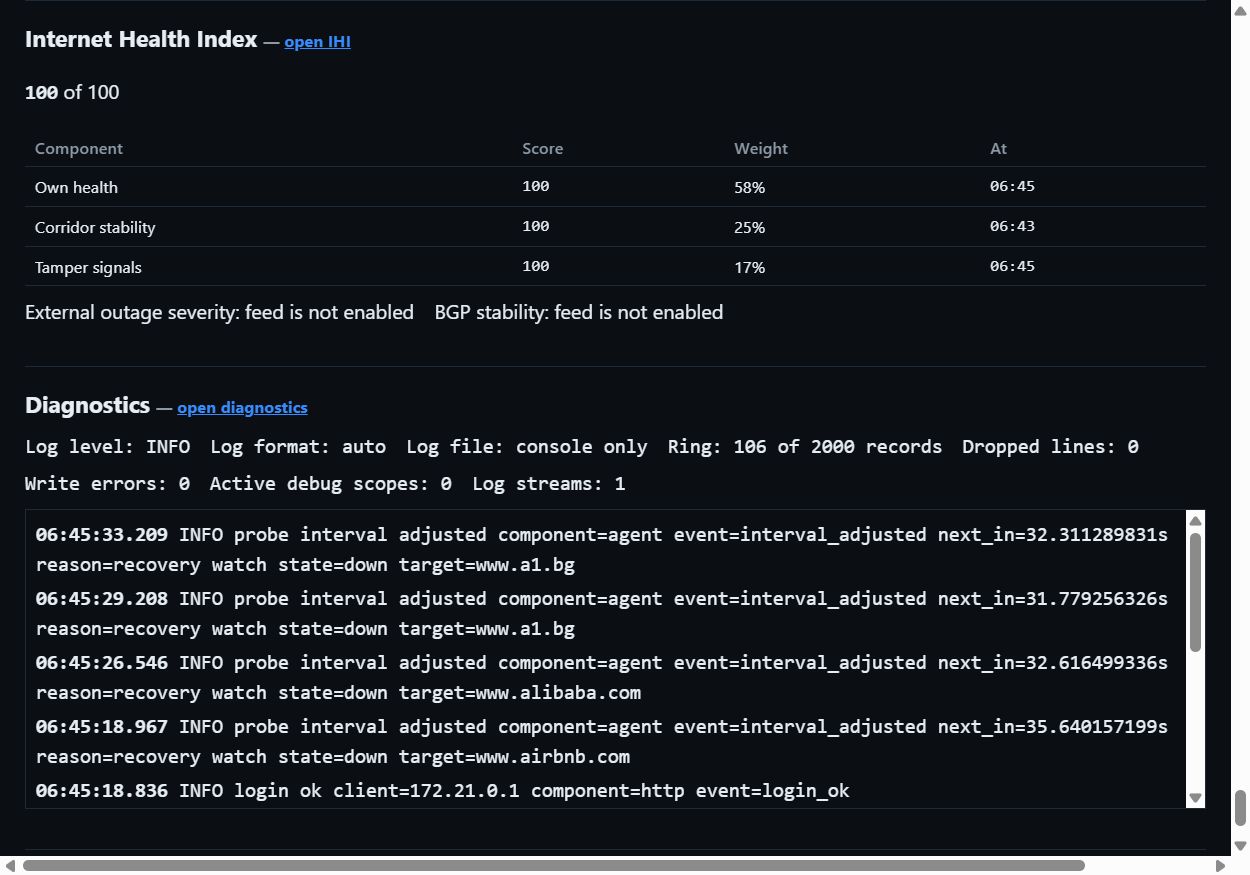 Internet Health Index — open IHI
100 of 100
Component Score Weight At
Own health 100 58% 06:45
Corridor stability 100 25% 06:43
Tamper signals 100 17% 06:45
External outage severity: feed is not enabled BGP stability: feed is not enabled
Diagnostics — open diagnostics
Log level: INFO Log format: auto Log file: console only Ring: 106 of 2000 records Dropped lines: 0
Write errors: 0 Active debug scopes: 0 Log streams: 1
06:45:33.209 INFO probe interval adjusted component=agent event=interval_adjusted next_in=32.311289831s
reason=recovery watch state=down target=www.a1.bg
06:45:29.208 INFO probe interval adjusted component=agent event=interval_adjusted next_in=31.779256326s
reason=recovery watch state=down target=www.a1.bg
06:45:26.546 INFO probe interval adjusted component=agent event=interval_adjusted next_in=32.616499336s
reason=recovery watch state=down target=www.alibaba.com
06:45:18.967 INFO probe interval adjusted component=agent event=interval_adjusted next_in=35.640157199s
reason=recovery watch state=down target=www.airbnb.com
06:45:18.836 INFO login ok client=172.21.0.1 component=http event=login_ok